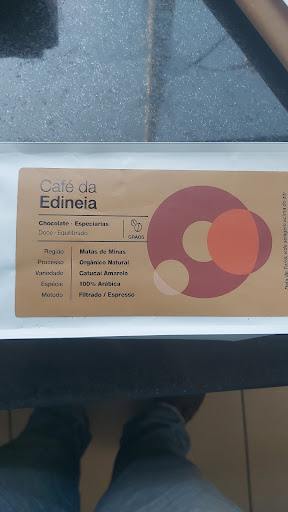 Café da
Edineia
Chocolate · Especiarias
Doce · Equilibrado
GRÃOS
Região Matas de Minas
Processo Orgânico Natural
Variedade Catucaí Amarelo
Espécie 100% Arábica
Método Filtrado / Espresso